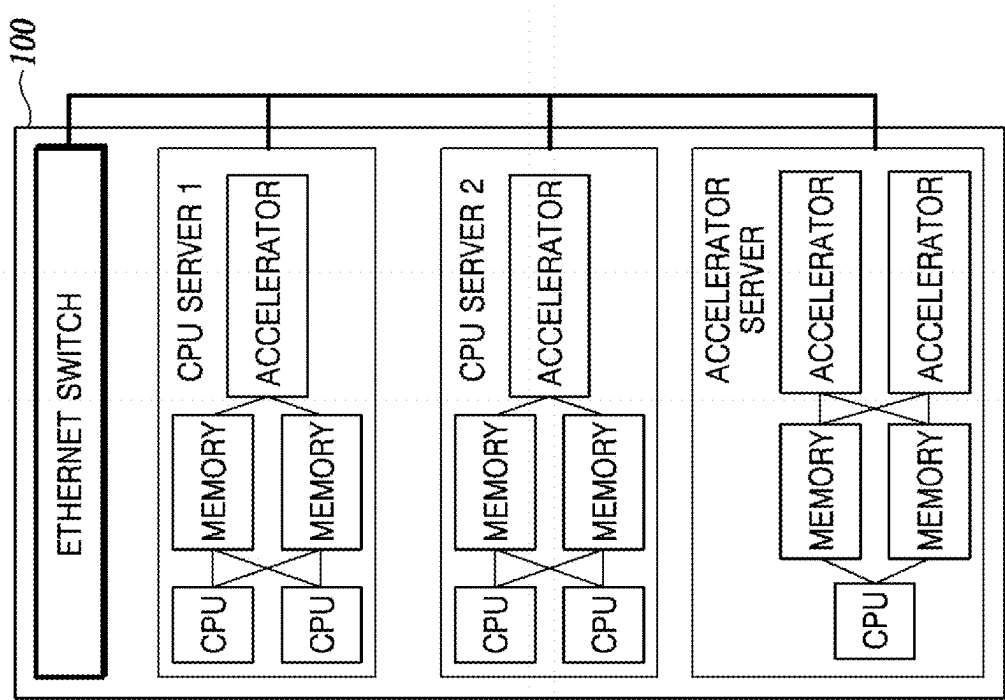 100
ETHERNET SWITCH
CPU SERVER 1
CPU
CPU
MEMORY
MEMORY
ACCELERATOR
CPU SERVER 2
CPU
CPU
MEMORY
MEMORY
ACCELERATOR
ACCELERATOR
SERVER
CPU
MEMORY
MEMORY
ACCELERATOR
ACCELERATOR